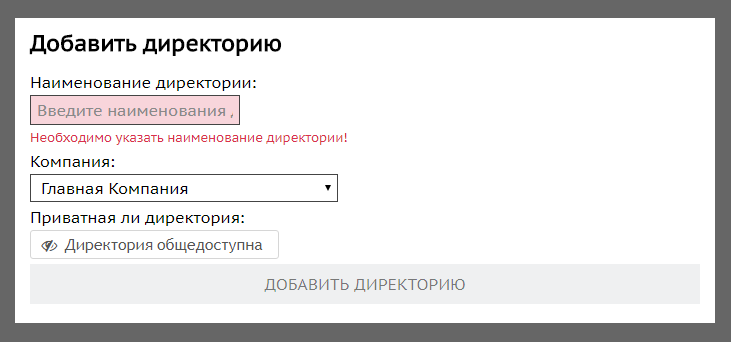 Добавить директорию
Наименование директории:
Введите наименования
Необходимо указать наименование директории!
Компания:
Главная Компания
Приватная ли директория:
Директория общедоступна
ДОБАВИТЬ ДИРЕКТОРИЮ